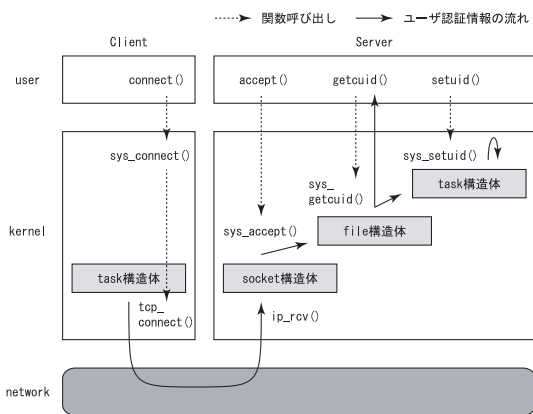 関数呼び出し
ユーザ認証情報の流れ
Client
Server
user
connect()
accept()
getcuid()
setuid()
sys_connect()
sys_setuid()
sys_
getcuid()
task構造体
kernel
sys_accept()
file構造体
task構造体
socket構造体
tcp_
connect()
ip_rcv()
network